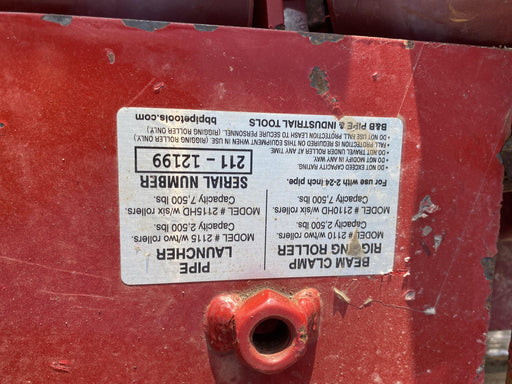 BEAM CLAMP
RIGGING ROLLER
MODEL # 2110 w/two rollers.
Capacity 2,500 lbs.
MODEL # 2110HD w/six rollers.
Capacity 7,500 lbs.
For use with 2-24 inch pipe.
PIPE
LAUNCHER
MODEL # 2115 w/two rollers.
Capacity 2,500 lbs.
MODEL # 2115HD w/six rollers.
Capacity 7,500 lbs.
SERIAL NUMBER
211 - 12199
• DO NOT EXCEED CAPACITY RATING.
• DO NOT MODIFY IN ANY WAY.
• DO NOT TRAVEL UNDER ROLLER AT ANY TIME
• FALL PROTECTION IS REQUIRED ON THIS EQUIPMENT WHEN IN USE (RIGGING ROLLER ONLY)
• DO NOT USE FALL PROTECTION LEASH TO SECURE PERSONNEL (RIGGING ROLLER ONLY.)
B&B PIPE & INDUSTRIAL TOOLS
bbpipetools.com